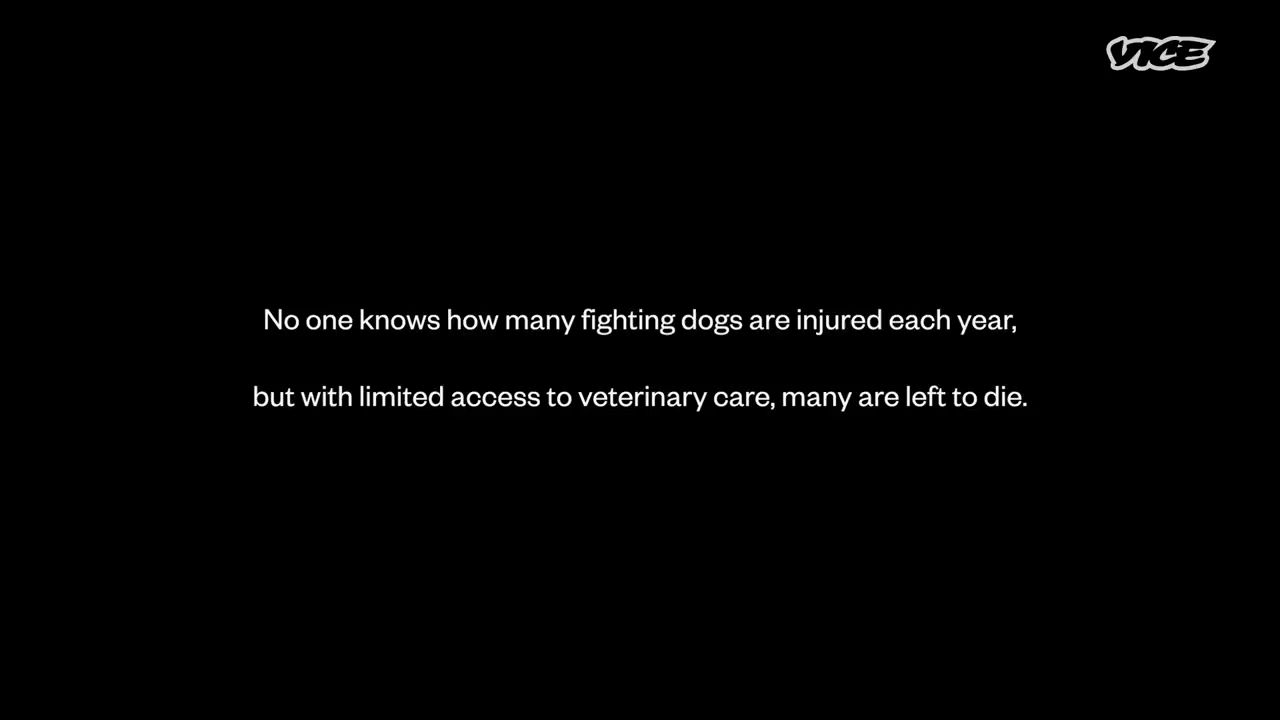 VICE
No one knows how many fighting dogs are injured each year,
but with limited access to veterinary care, many are left to die.